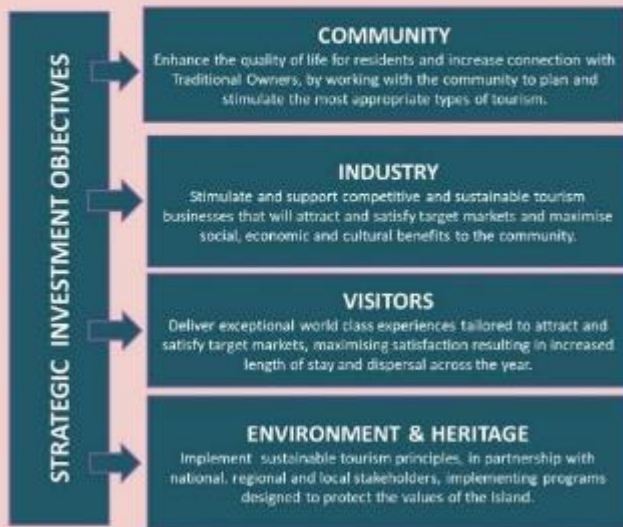 STRATEGIC INVESTMENT OBJECTIVES
COMMUNITY
Enhance the quality of life for residents and increase connection with
Traditional Owners, by working with the community to plan and
stimulate the most appropriate types of tourism.
INDUSTRY
Stimulate and support competitive and sustainable tourism
businesses that will attract and satisfy target markets and maximise
social, economic and cultural benefits to the community.
VISITORS
Deliver exceptional world class experiences tailored to attract and
satisfy target markets, maximising satisfaction resulting in increased
length of stay and dispersal across the year.
ENVIRONMENT & HERITAGE
Implement sustainable tourism principles, in partnership with
national, regional and local stakeholders, implementing programs
designed to protect the values of the Island.